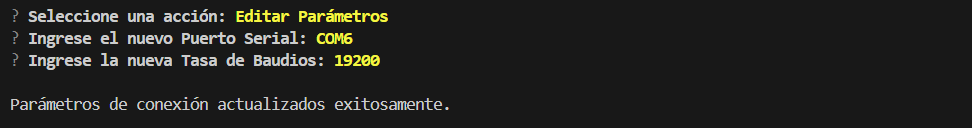 ? Seleccione una acción: Editar Parámetros
? Ingrese el nuevo Puerto Serial: COM6
? Ingrese la nueva Tasa de Baudios: 19200
Parámetros de conexión actualizados exitosamente.